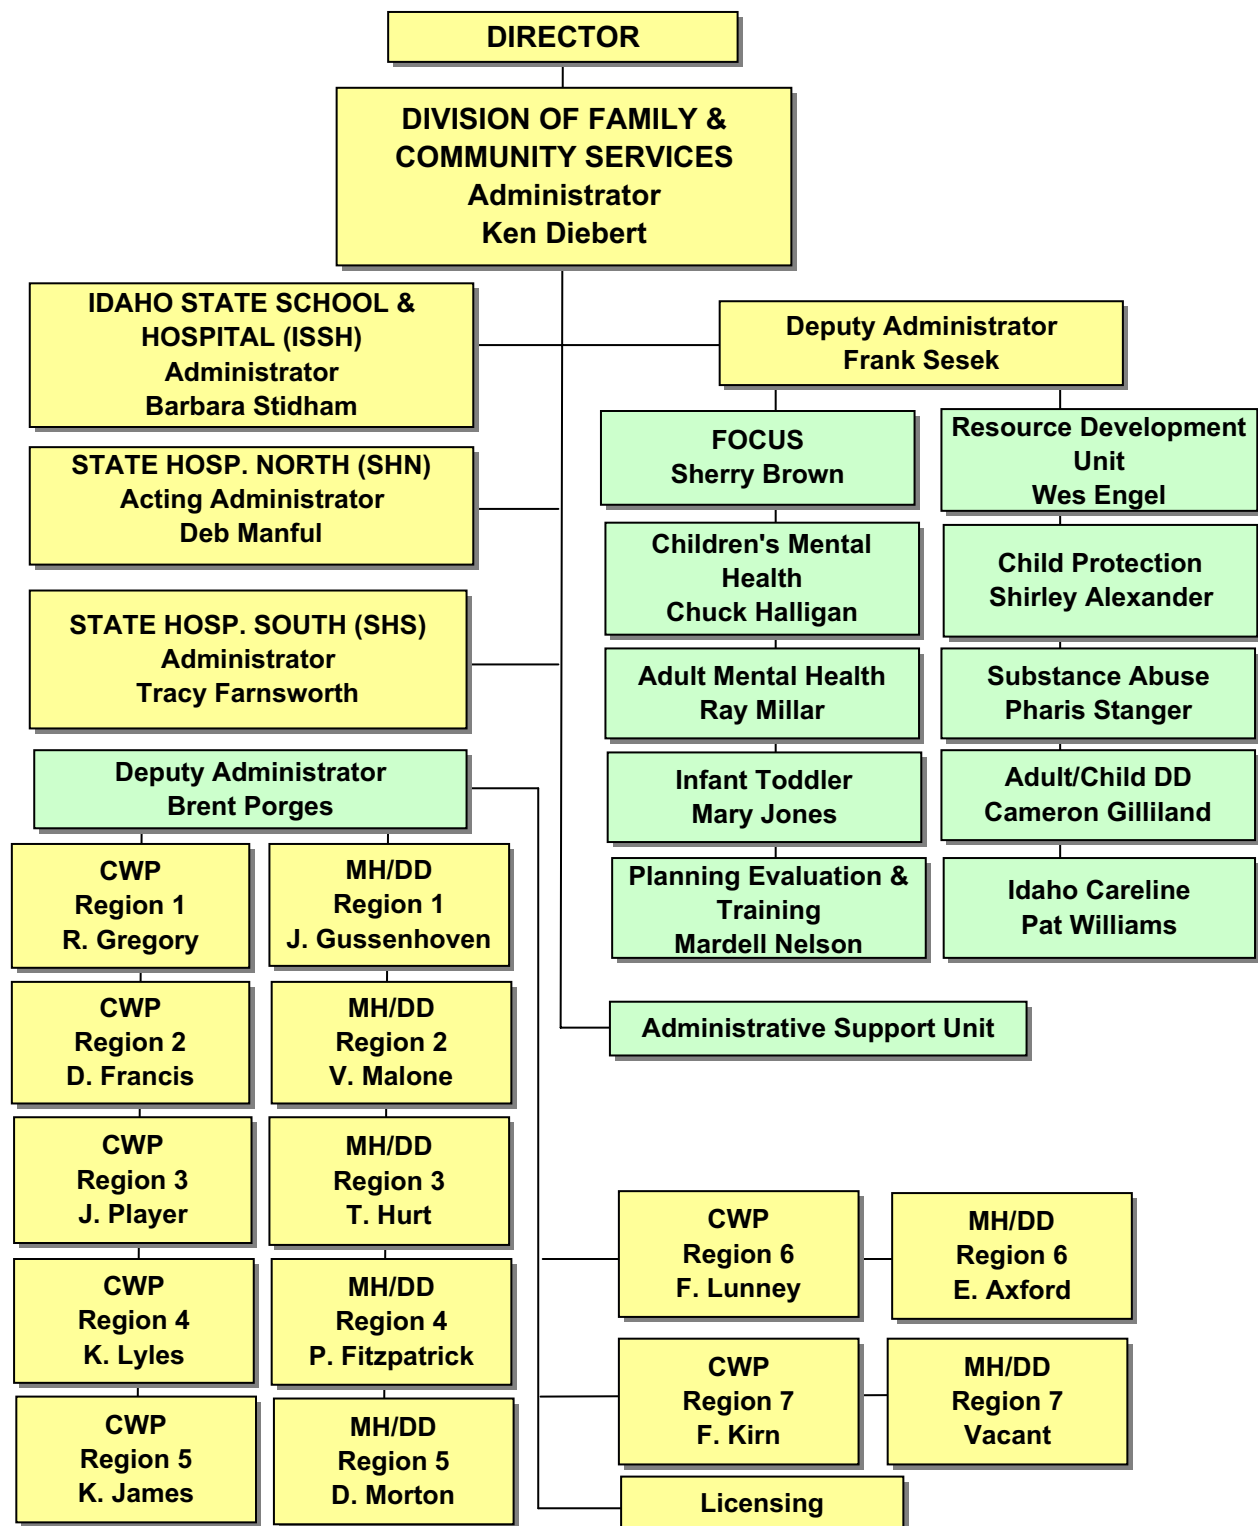 DIRECTOR
DIVISION OF FAMILY &
COMMUNITY SERVICES
Administrator
Ken Diebert
IDAHO STATE SCHOOL &
HOSPITAL (ISSH)
Administrator
Barbara Stidham
Deputy Administrator
Frank Sesek
STATE HOSP. NORTH (SHN)
Acting Administrator
Deb Manful
STATE HOSP. SOUTH (SHS)
Administrator
Tracy Farnsworth
FOCUS
Sherry Brown
Resource Development
Unit
Wes Engel
Children's Mental
Health
Chuck Halligan
Child Protection
Shirley Alexander
Adult Mental Health
Ray Millar
Substance Abuse
Pharis Stanger
Infant Toddler
Mary Jones
Adult/Child DD
Cameron Gilliland
Planning Evaluation &
Training
Mardell Nelson
Idaho Careline
Pat Williams
Administrative Support Unit
Deputy Administrator
Brent Porges
CWP
Region 1
R. Gregory
MH/DD
Region 1
J. Gussenhoven
CWP
Region 2
D. Francis
MH/DD
Region 2
V. Malone
CWP
Region 3
J. Player
MH/DD
Region 3
T. Hurt
CWP
Region 4
K. Lyles
MH/DD
Region 4
P. Fitzpatrick
CWP
Region 5
K. James
MH/DD
Region 5
D. Morton
CWP
Region 6
F. Lunney
MH/DD
Region 6
E. Axford
CWP
Region 7
F. Kirn
MH/DD
Region 7
Vacant
Licensing